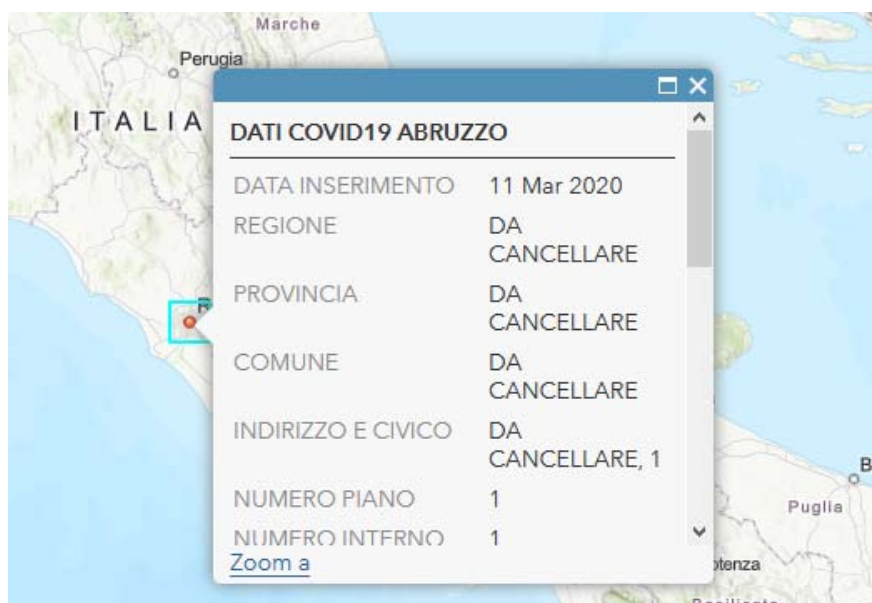 Marche
Perugia
ITALIA
DATI COVID19 ABRUZZO
DATA INSERIMENTO 11 Mar 2020
REGIONE DA
CANCELLARE
PROVINCIA DA
CANCELLARE
COMUNE DA
CANCELLARE
INDIRIZZO E CIVICO DA
CANCELLARE, 1
NUMERO PIANO 1
NUMERO INTERNO 1
Zoom a
Puglia